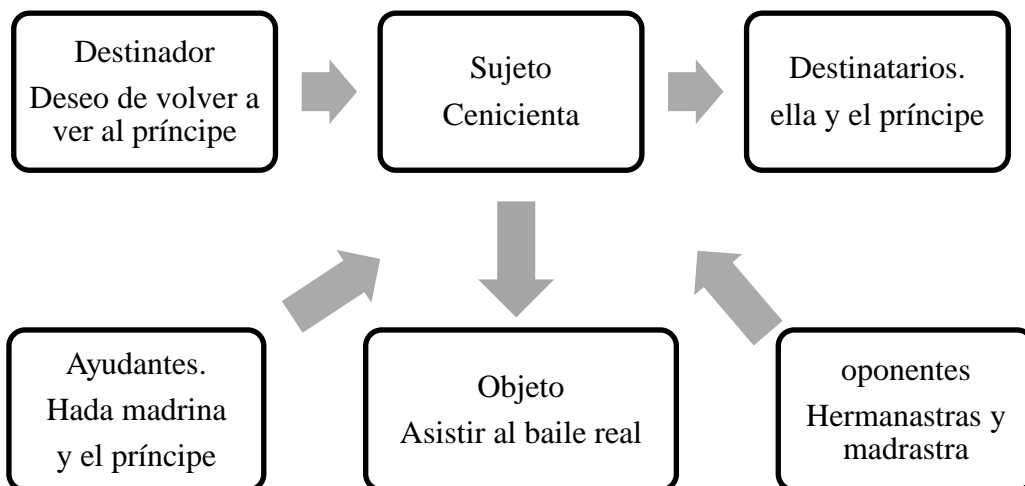 Destinador
Deseo de volver a
ver al príncipe
Sujeto
Cenicienta
Destinatarios.
ella y el príncipe
Ayudantes.
Hada madrina
y el príncipe
Objeto
Asistir al baile real
oponentes
Hermanastras y
madrastra